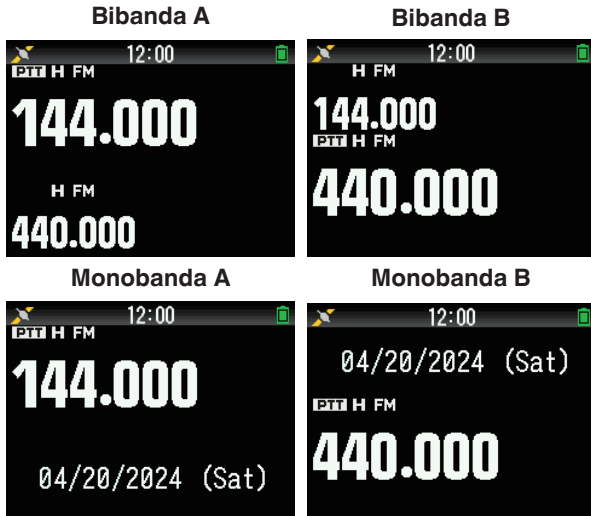 Bibanda A
12:00
PTT H FM
144.000
H FM
440.000
Bibanda B
12:00
H FM
144.000
PTT H FM
440.000
Monobanda A
12:00
PTT H FM
144.000
04/20/2024 (Sat)
Monobanda B
12:00
04/20/2024 (Sat)
PTT H FM
440.000